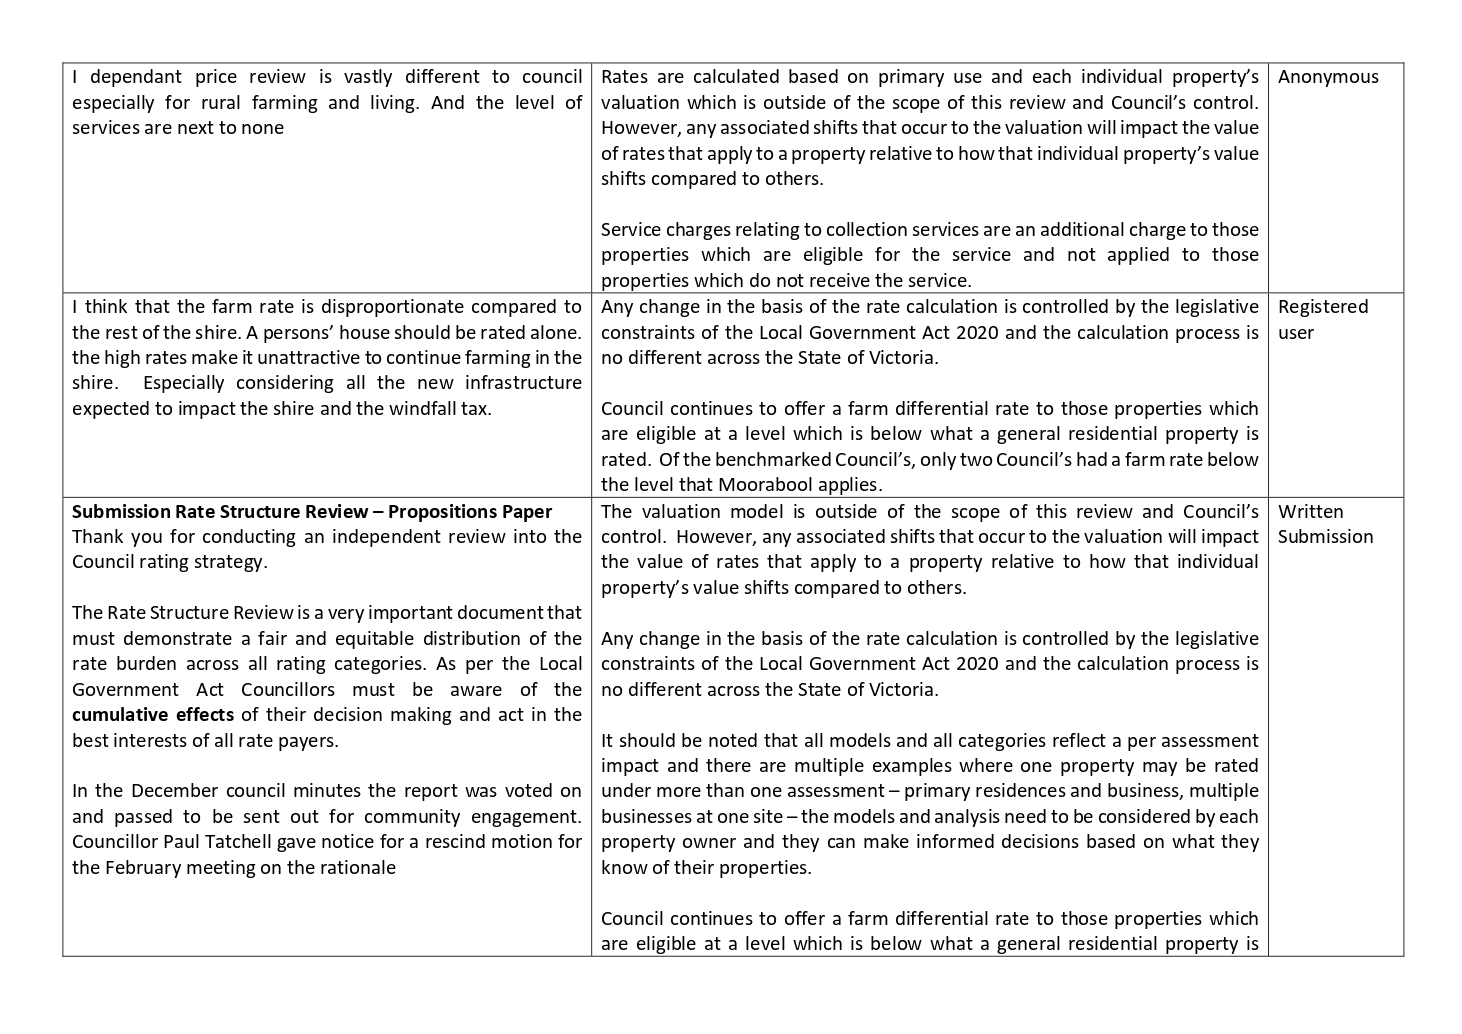 I dependant price review is vastly different to council
especially for rural farming and living. And the level of
services are next to none
Rates are calculated based on primary use and each individual property’s
valuation which is outside of the scope of this review and Council’s control.
However, any associated shifts that occur to the valuation will impact the value
of rates that apply to a property relative to how that individual property’s value
shifts compared to others.
Service charges relating to collection services are an additional charge to those
properties which are eligible for the service and not applied to those
properties which do not receive the service.
Anonymous
I think that the farm rate is disproportionate compared to
the rest of the shire. A persons’ house should be rated alone.
the high rates make it unattractive to continue farming in the
shire. Especially considering all the new infrastructure
expected to impact the shire and the windfall tax.
Any change in the basis of the rate calculation is controlled by the legislative
constraints of the Local Government Act 2020 and the calculation process is
no different across the State of Victoria.
Council continues to offer a farm differential rate to those properties which
are eligible at a level which is below what a general residential property is
rated. Of the benchmarked Council’s, only two Council’s had a farm rate below
the level that Moorabool applies.
Registered
user
Submission Rate Structure Review – Propositions Paper
Thank you for conducting an independent review into the
Council rating strategy.
The Rate Structure Review is a very important document that
must demonstrate a fair and equitable distribution of the
rate burden across all rating categories. As per the Local
Government Act Councillors must be aware of the
cumulative effects of their decision making and act in the
best interests of all rate payers.
In the December council minutes the report was voted on
and passed to be sent out for community engagement.
Councillor Paul Tatchell gave notice for a rescind motion for
the February meeting on the rationale
The valuation model is outside of the scope of this review and Council’s
control. However, any associated shifts that occur to the valuation will impact
the value of rates that apply to a property relative to how that individual
property’s value shifts compared to others.
Any change in the basis of the rate calculation is controlled by the legislative
constraints of the Local Government Act 2020 and the calculation process is
no different across the State of Victoria.
It should be noted that all models and all categories reflect a per assessment
impact and there are multiple examples where one property may be rated
under more than one assessment – primary residences and business, multiple
businesses at one site – the models and analysis need to be considered by each
property owner and they can make informed decisions based on what they
know of their properties.
Council continues to offer a farm differential rate to those properties which
are eligible at a level which is below what a general residential property is
Written
Submission